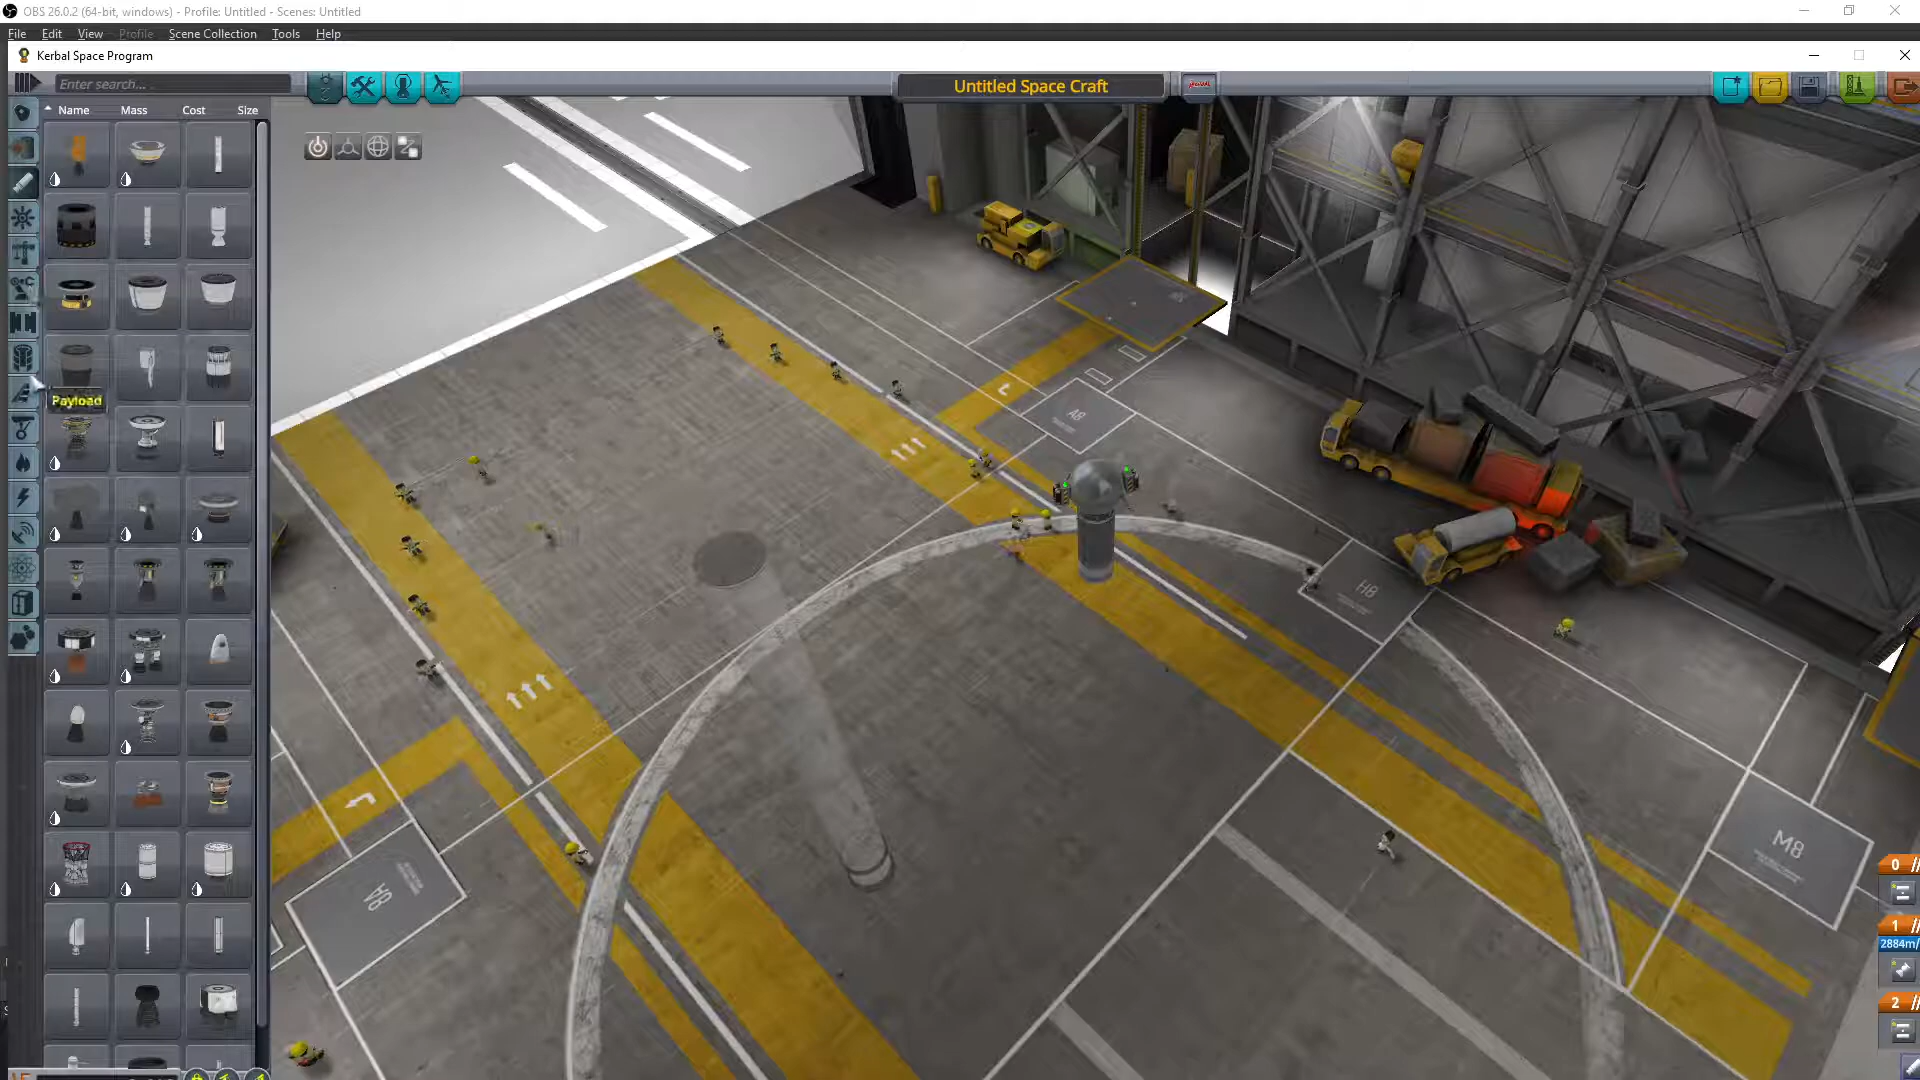 OBS 26.0.2 (64-bit, windows) - Profile: Untitled - Scenes: Untitled
File Edit View Profile Scene Collection Tools Help
Kerbal Space Program
Enter search...
Untitled Space Craft
Name Mass Cost Size
Payload
A8
H8
M8
A8
0
1
2884m/
2